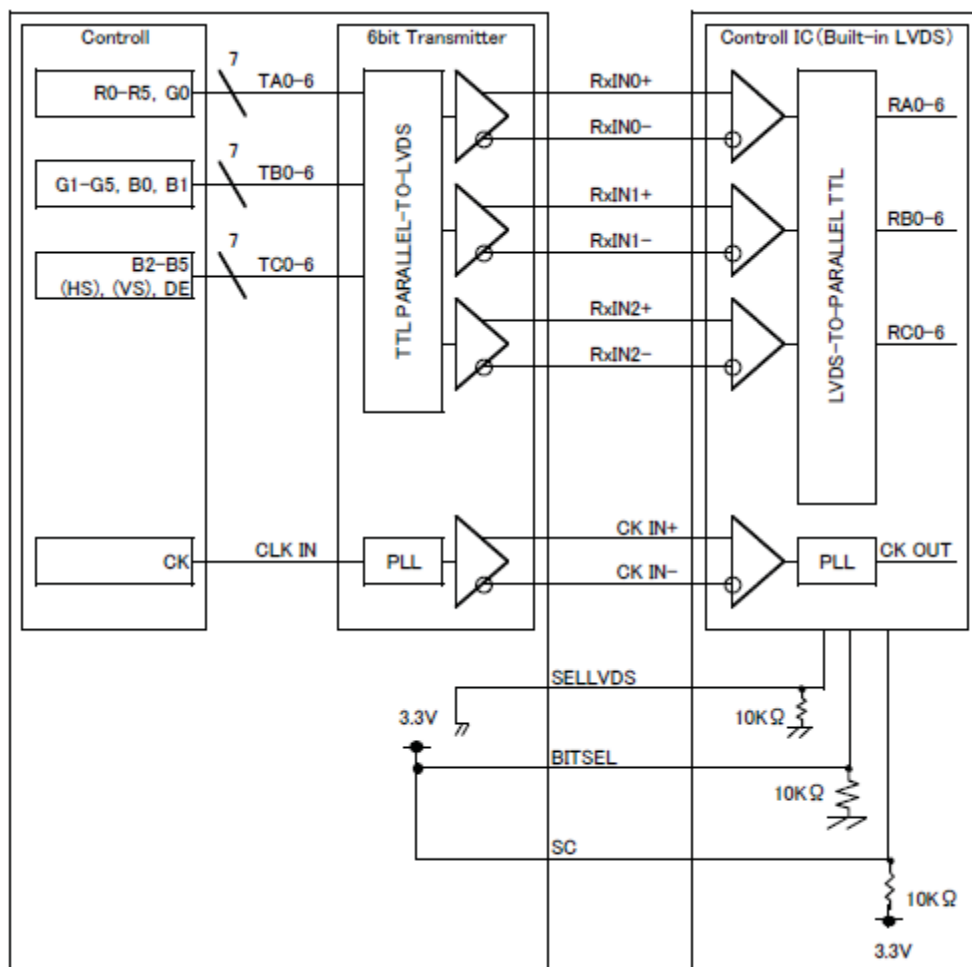 Controll
6bit Transmitter
Controll IC(Built-in LVDS)
7
R0-R5, G0
TA0-6
RxIN0+
RA0-6
RxIN0-
7
G1-G5, B0, B1
TB0-6
RxIN1+
RB0-6
RxIN1-
7
B2-B5
(HS), (VS), DE
TC0-6
RxIN2+
RC0-6
RxIN2-
TTL PARALLEL-TO-LVDS
LVDS-TO-PARALLEL TTL
CK
CLK IN
PLL
CK IN+
CK IN-
PLL
CK OUT
SELLVDS
10KΩ
3.3V
BITSEL
10KΩ
SC
10KΩ
3.3V